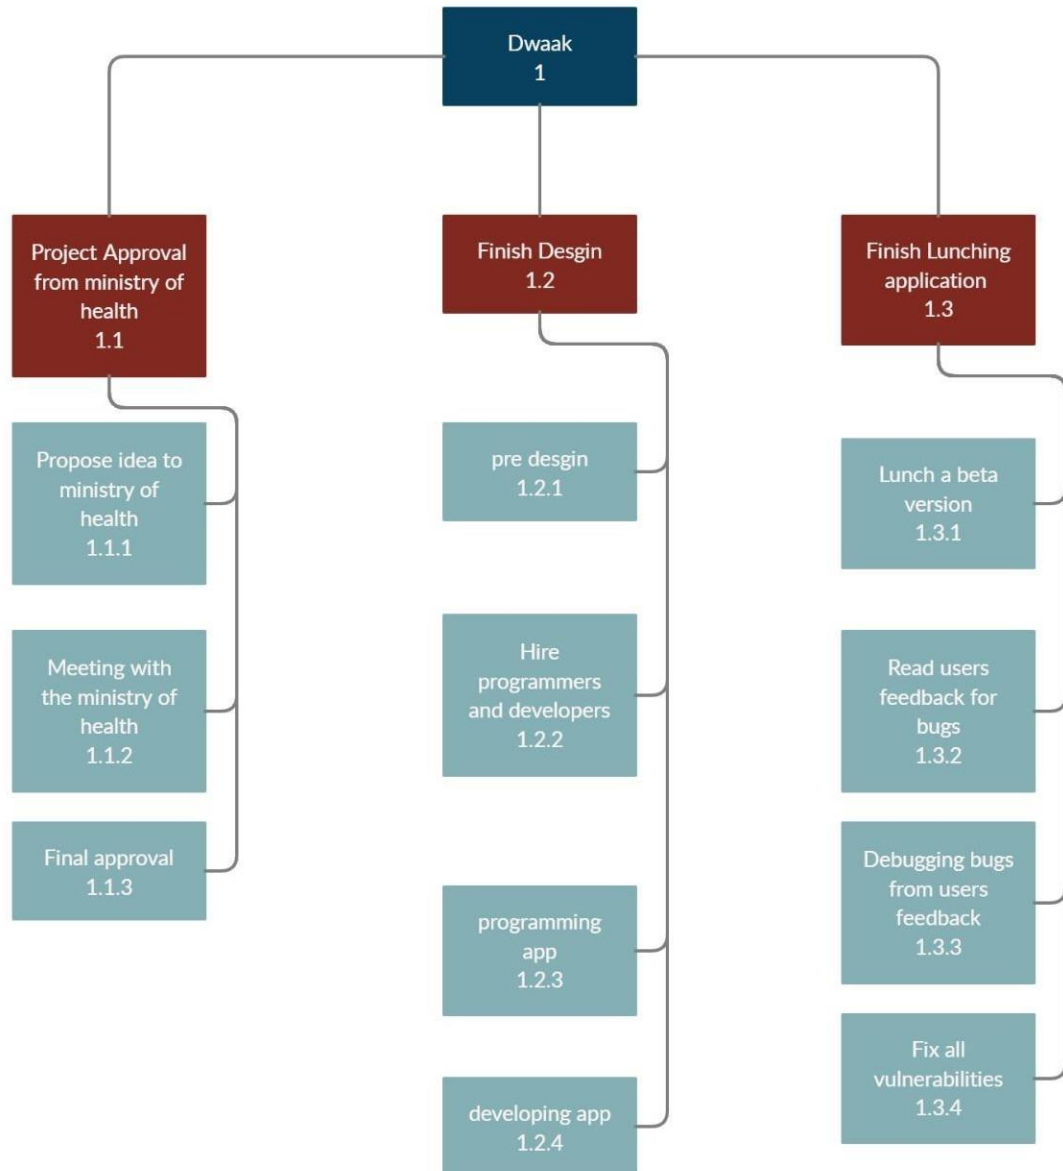 Dwaak
1
Project Approval
from ministry of
health
1.1
Propose idea to
ministry of
health
1.1.1
Meeting with
the ministry of
health
1.1.2
Final approval
1.1.3
Finish Desgin
1.2
pre desgin
1.2.1
Hire
programmers
and developers
1.2.2
programming
app
1.2.3
developing app
1.2.4
Finish Lunching
application
1.3
Lunch a beta
version
1.3.1
Read users
feedback for
bugs
1.3.2
Debugging bugs
from users
feedback
1.3.3
Fix all
vulnerabilities
1.3.4